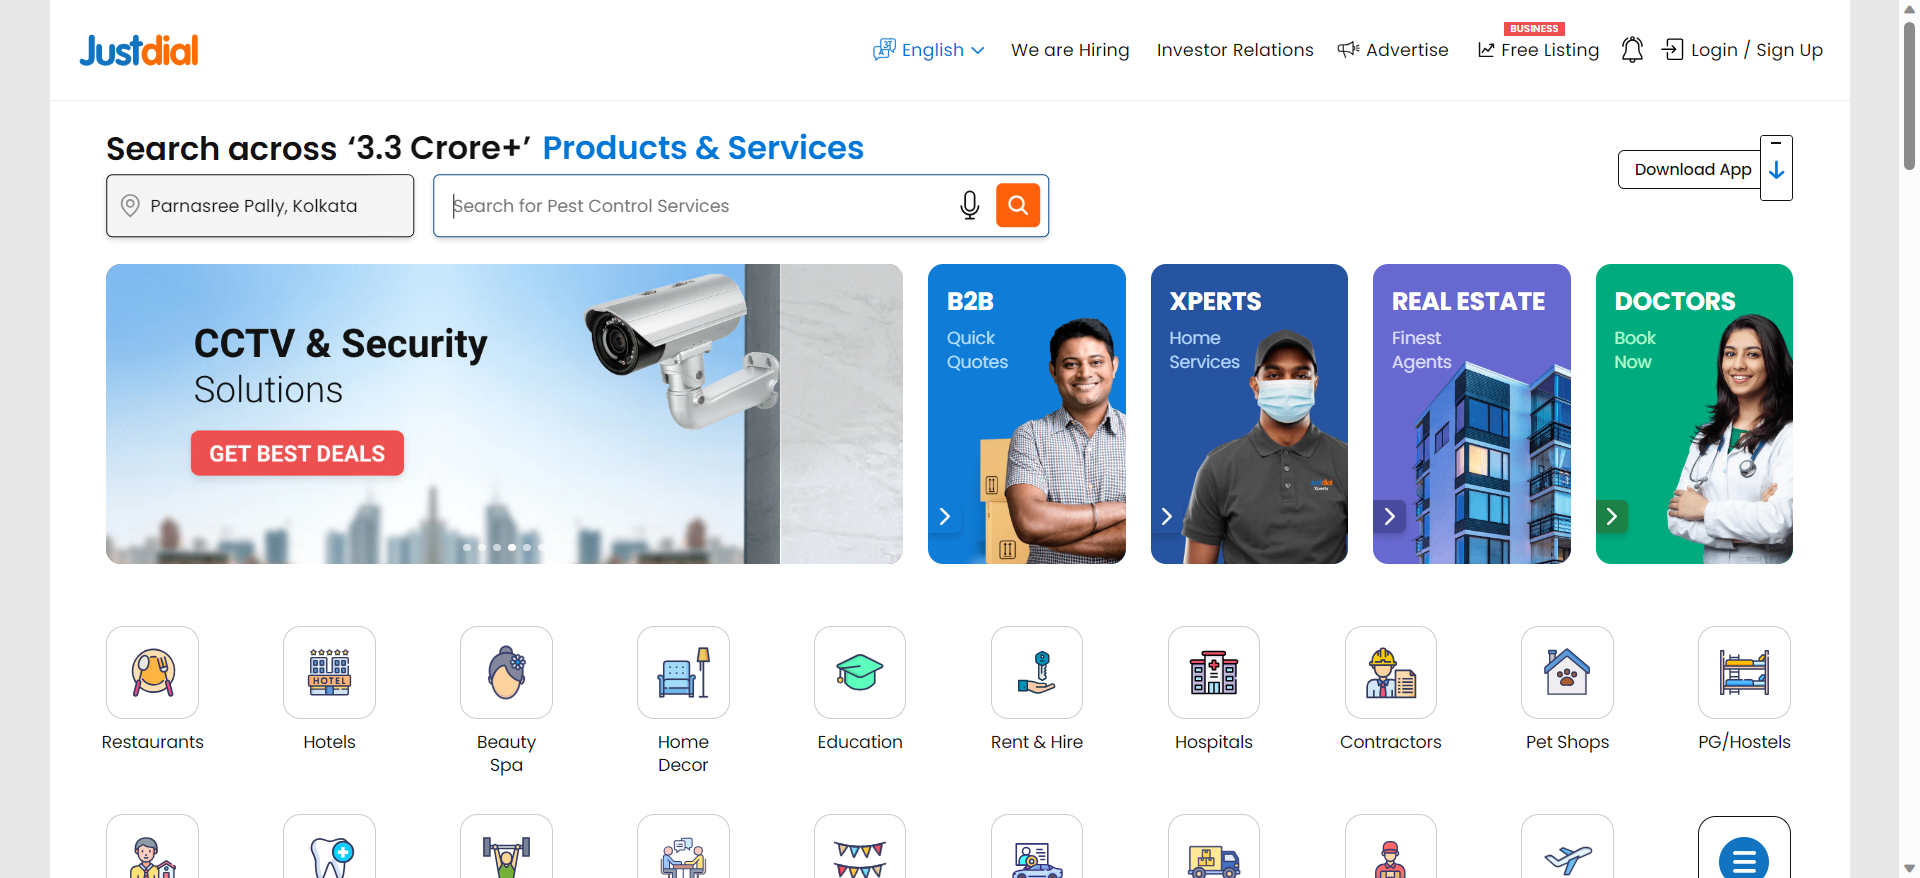 Justdial
English
We are Hiring
Investor Relations
Advertise
BUSINESS
Free Listing
Login / Sign Up
Search across ‘3.3 Crore+’ Products & Services
Download App
Parnasree Pally, Kolkata
Search for Pest Control Services
CCTV & Security
Solutions
GET BEST DEALS
B2B
Quick
Quotes
XPERTS
Home
Services
Justdial
Xperts
REAL ESTATE
Finest
Agents
DOCTORS
Book
Now
HOTEL
Restaurants
Hotels
Beauty
Spa
Home
Decor
Education
Rent & Hire
Hospitals
Contractors
Pet Shops
PG/Hostels